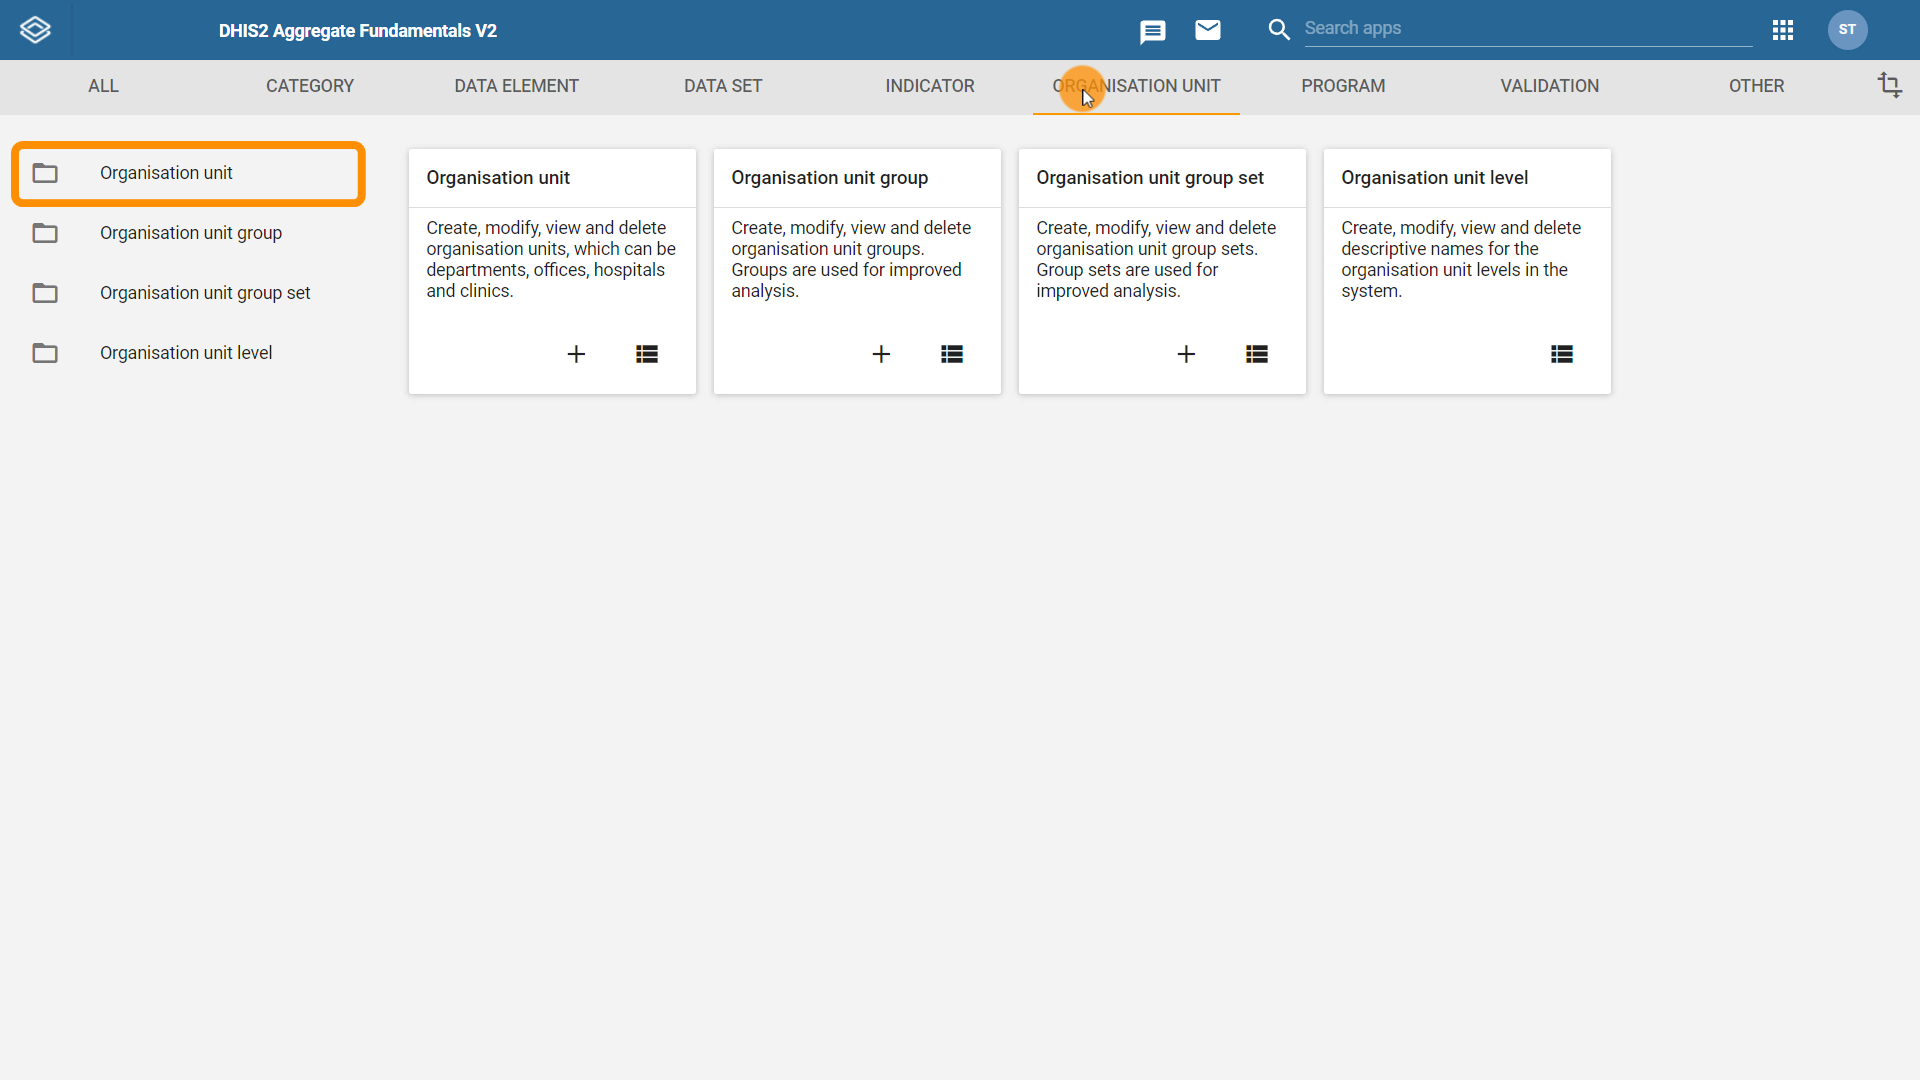 DHIS2 Aggregate Fundamentals V2
Search apps
ST
ALL
CATEGORY
DATA ELEMENT
DATA SET
INDICATOR
ORGANISATION UNIT
PROGRAM
VALIDATION
OTHER
Organisation unit
Organisation unit group
Organisation unit group set
Organisation unit level
Organisation unit
Create, modify, view and delete
organisation units, which can be
departments, offices, hospitals
and clinics.
Organisation unit group
Create, modify, view and delete
organisation unit groups.
Groups are used for improved
analysis.
Organisation unit group set
Create, modify, view and delete
organisation unit group sets.
Group sets are used for
improved analysis.
Organisation unit level
Create, modify, view and delete
descriptive names for the
organisation unit levels in the
system.